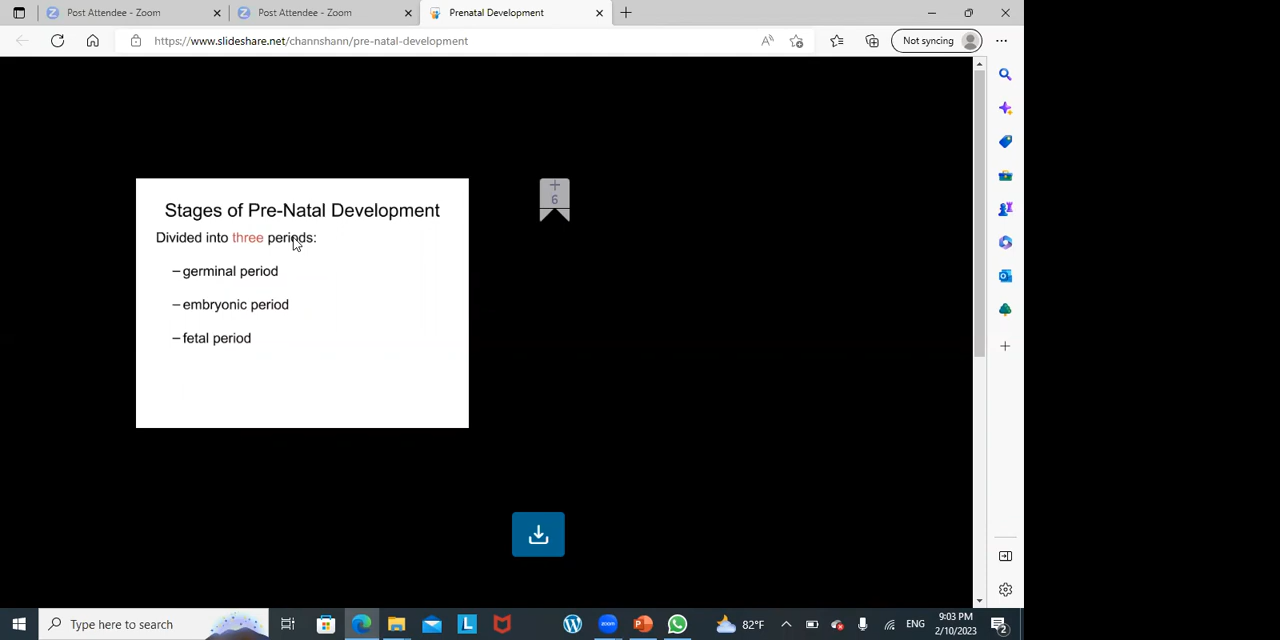 Post Attendee - Zoom
Post Attendee - Zoom
Prenatal Development
https://www.slideshare.net/channshann/pre-natal-development
Not syncing
6
Stages of Pre-Natal Development
Divided into three periods:
– germinal period
– embryonic period
– fetal period
Type here to search
L
zoom
82°F
ENG
9:03 PM
2/10/2023
2